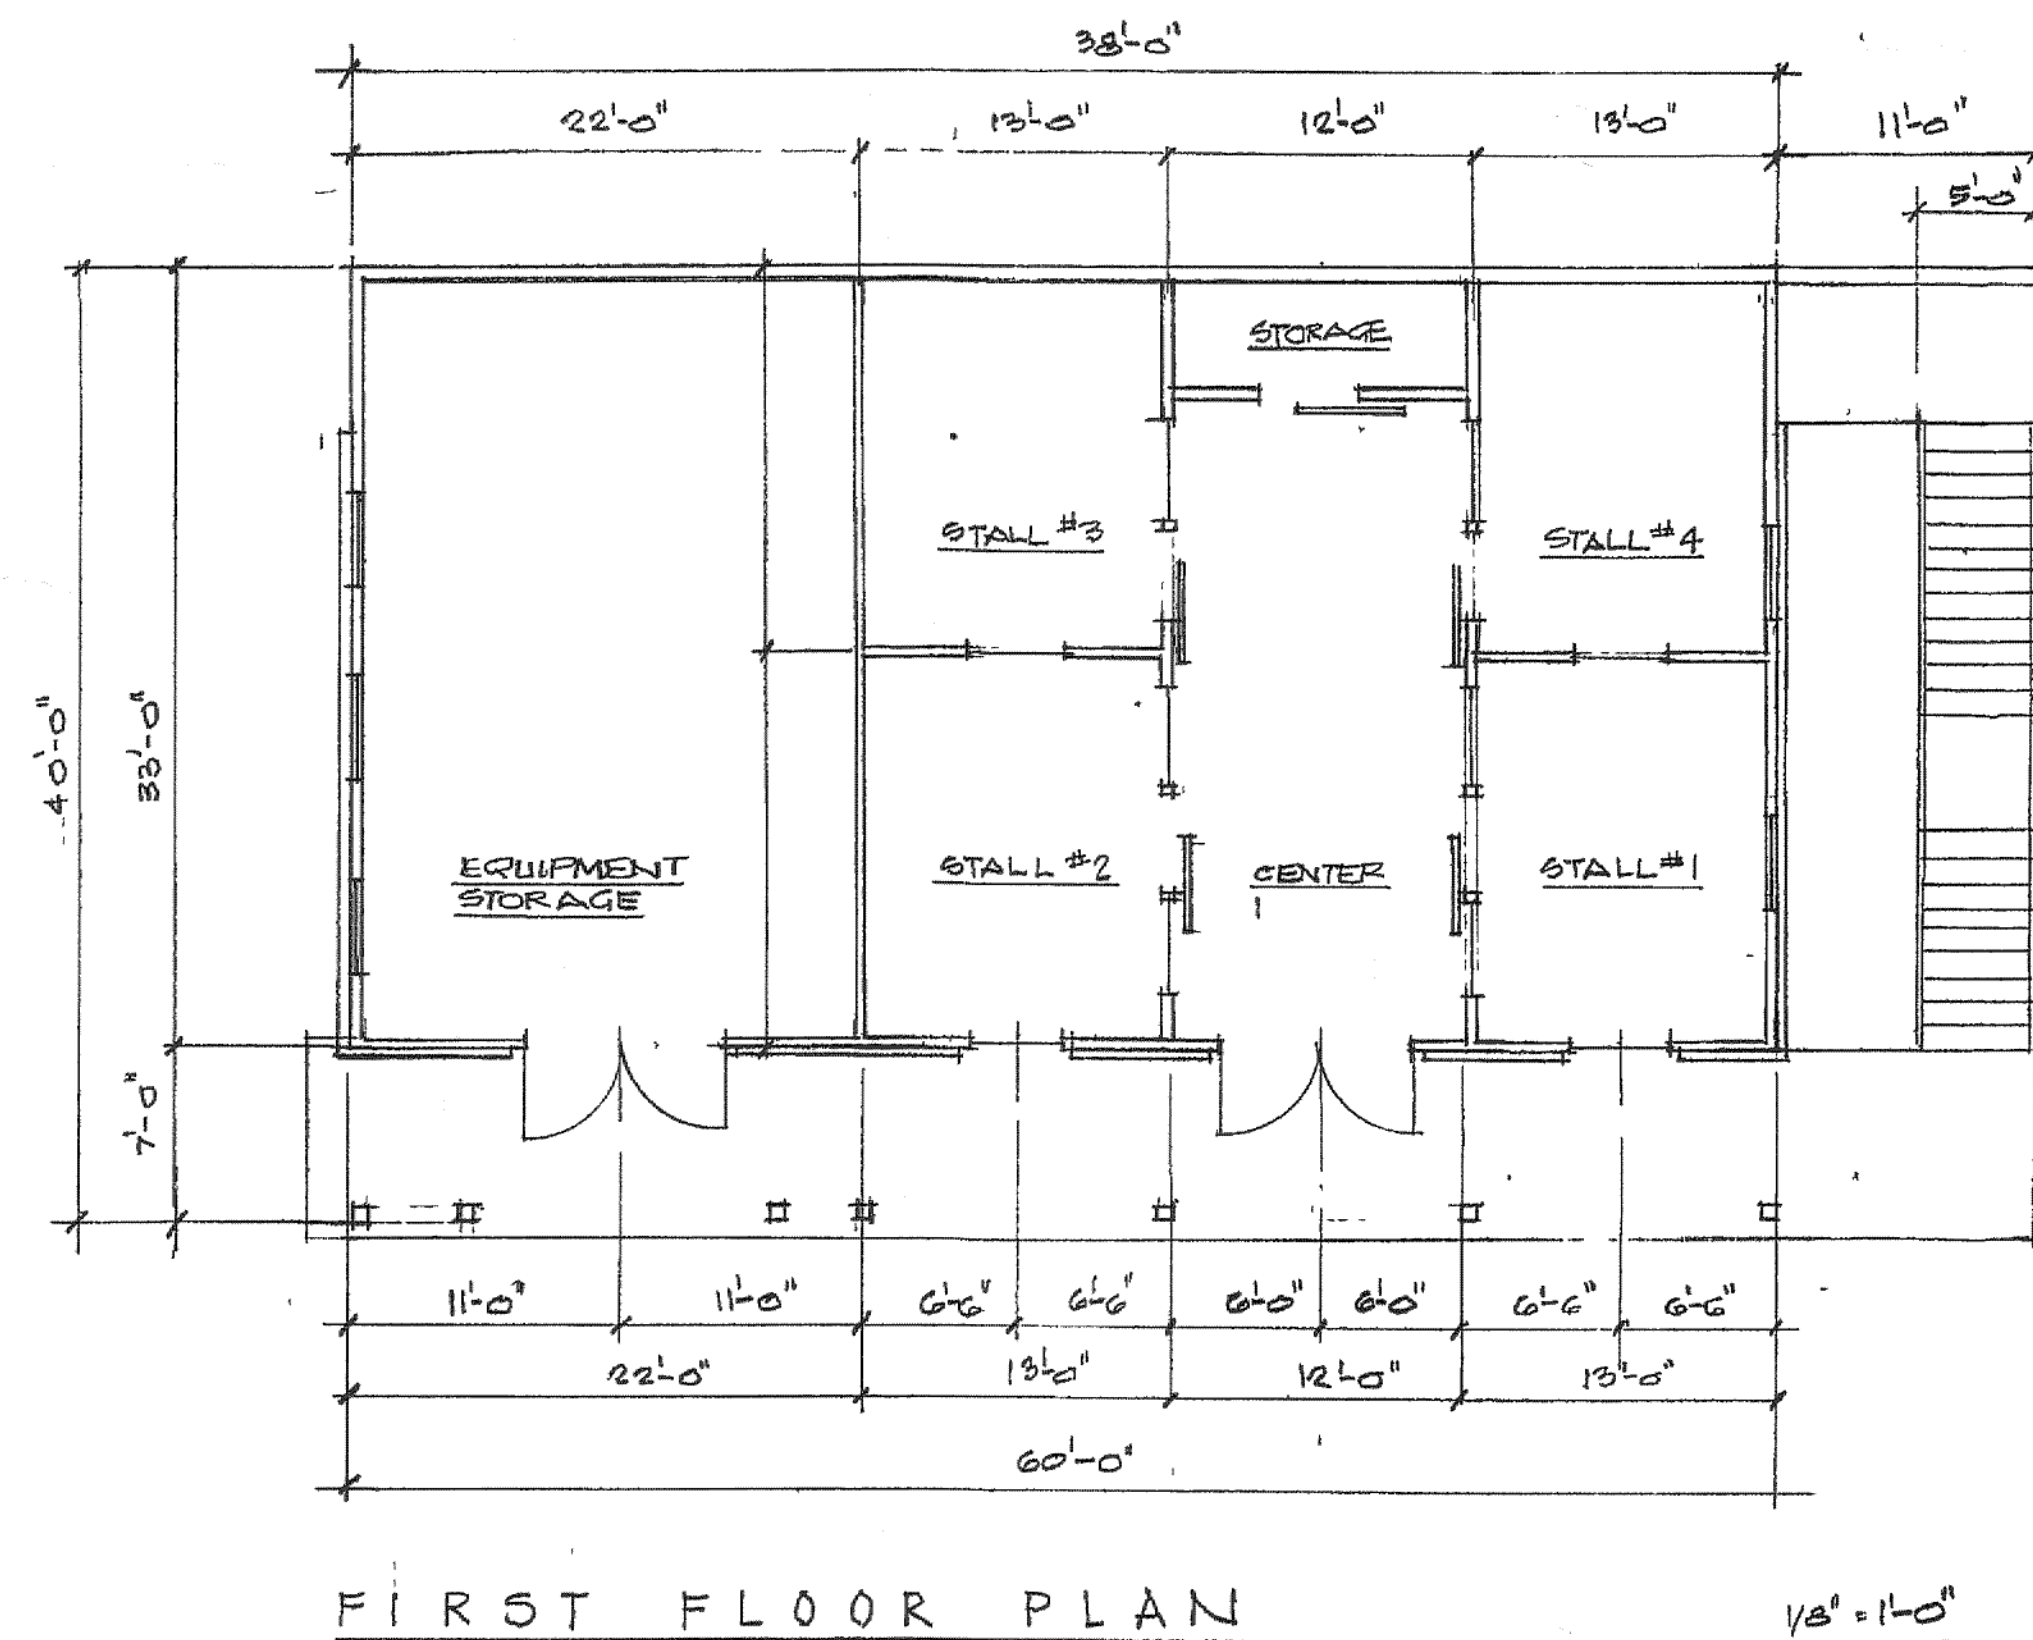 38'-0"
22'-0" 13'-0" 12'-0" 13'-0" 11'-0"
5'-0"
STORAGE
STALL #3
STALL #4
40'-0"
33'-0"
EQUIPMENT
STORAGE
STALL #2
CENTER
1
STALL #1
7'-0"
11'-0" 11'-0" 6'-6" 6'-6" 6'-0" 6'-0" 6'-6" 6'-6"
22'-0" 13'-0" 12'-0" 13'-0"
60'-0"
FIRST FLOOR PLAN
1/8" = 1'-0"